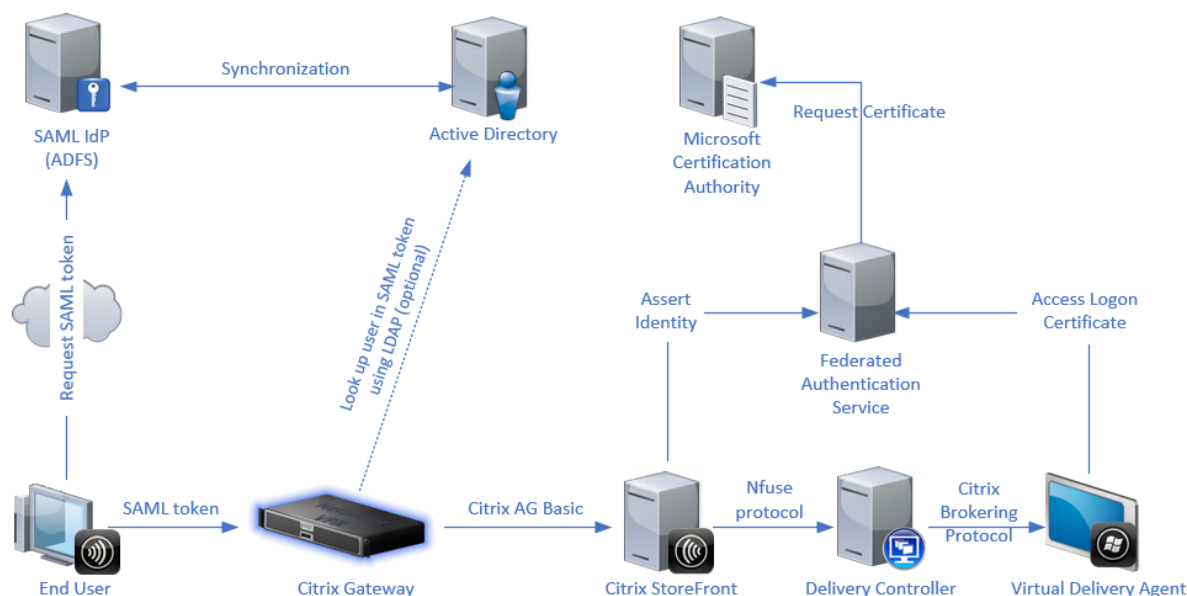 Synchronization
SAML IdP
(ADFS)
Active Directory
Request Certificate
Microsoft
Certification
Authority
Request SAML token
Look up user in SAML token
using LDAP (optional)
Assert
Identity
Access Logon
Certificate
Federated
Authentication
Service
SAML token
Citrix AG Basic
Nfuse
protocol
Citrix
Brokering
Protocol
End User
Citrix Gateway
Citrix StoreFront
Delivery Controller
Virtual Delivery Agent